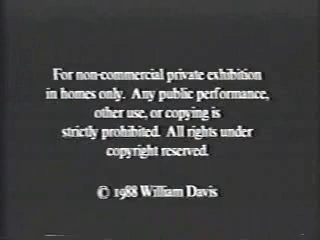 For non-commercial private exhibition
in homes only. Any public performance,
other use, or copying is
strictly prohibited. All rights under
copyright reserved.
© 1988 William Davis